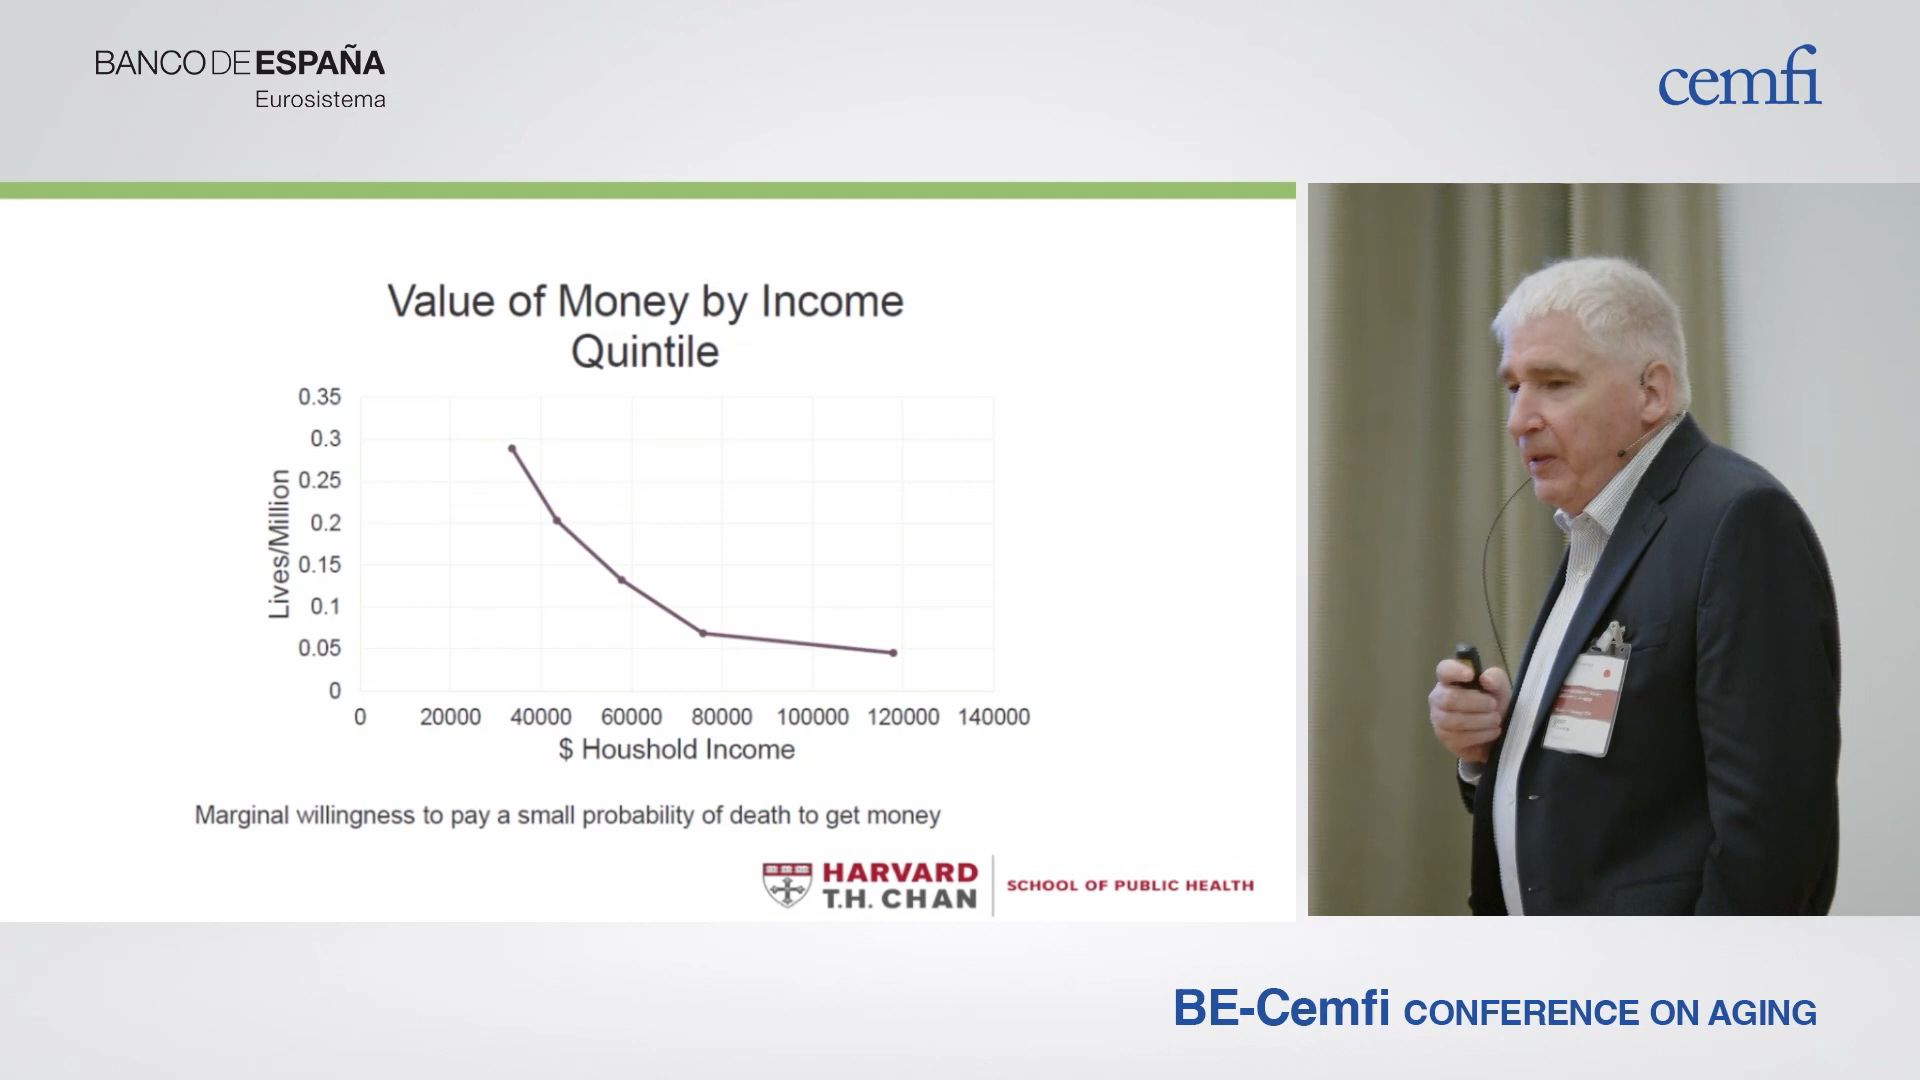 BANCO DE ESPAÑA
Eurosistema
cemfi
Value of Money by Income
Quintile
0.35
0.3
0.25
0.2
0.15
0.1
0.05
0
Lives/Million
0 20000 40000 60000 80000 100000 120000 140000
$ Houshold Income
Marginal willingness to pay a small probability of death to get money
HARVARD
T.H. CHAN
SCHOOL OF PUBLIC HEALTH
BE-Cemfi CONFERENCE ON AGING